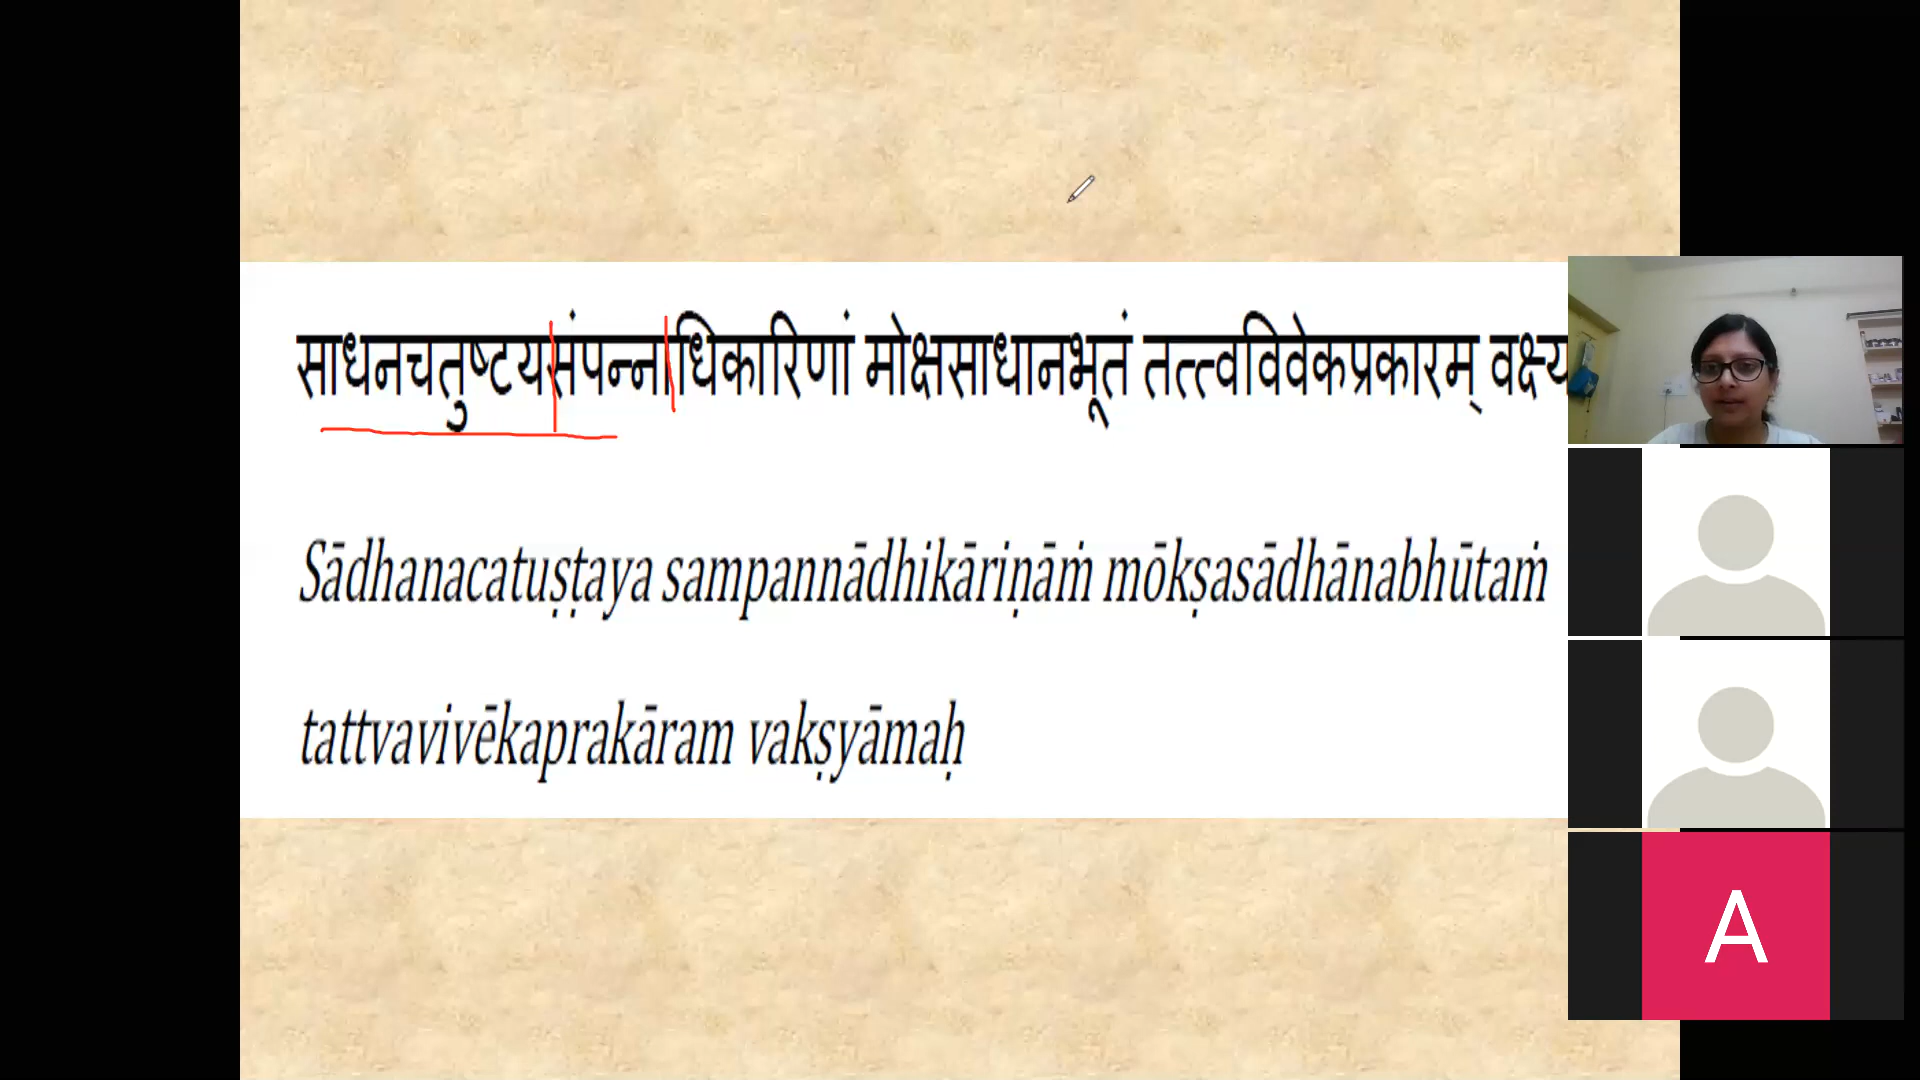 साधनचतुष्टयसंपन्नाधिकारिणां मोक्षसाधानभूतं तत्त्वविवेकप्रकारम् वक्ष्य
Sādhanacatuṣṭaya sampannādhikāriṇāṁ mōkṣasādhānabhūtaṁ
tattvavivēkaprakāram vakṣyāmaḥ
A